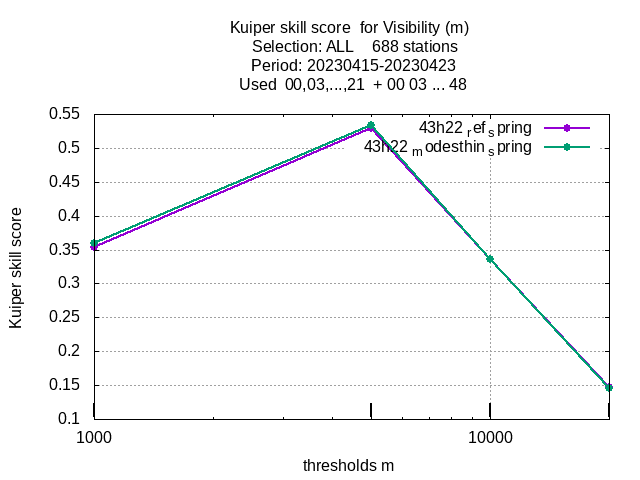 Kuiper skill score  for Visibility (m)
Selection: ALL    688 stations
Period: 20230415-20230423
Used  00,03,...,21  + 00 03 ... 48
43h22 ref spring
43h22 modesthin spring
0.55
0.5
0.45
0.4
0.35
0.3
0.25
0.2
0.15
0.1
Kuiper skill score
1000
10000
thresholds m